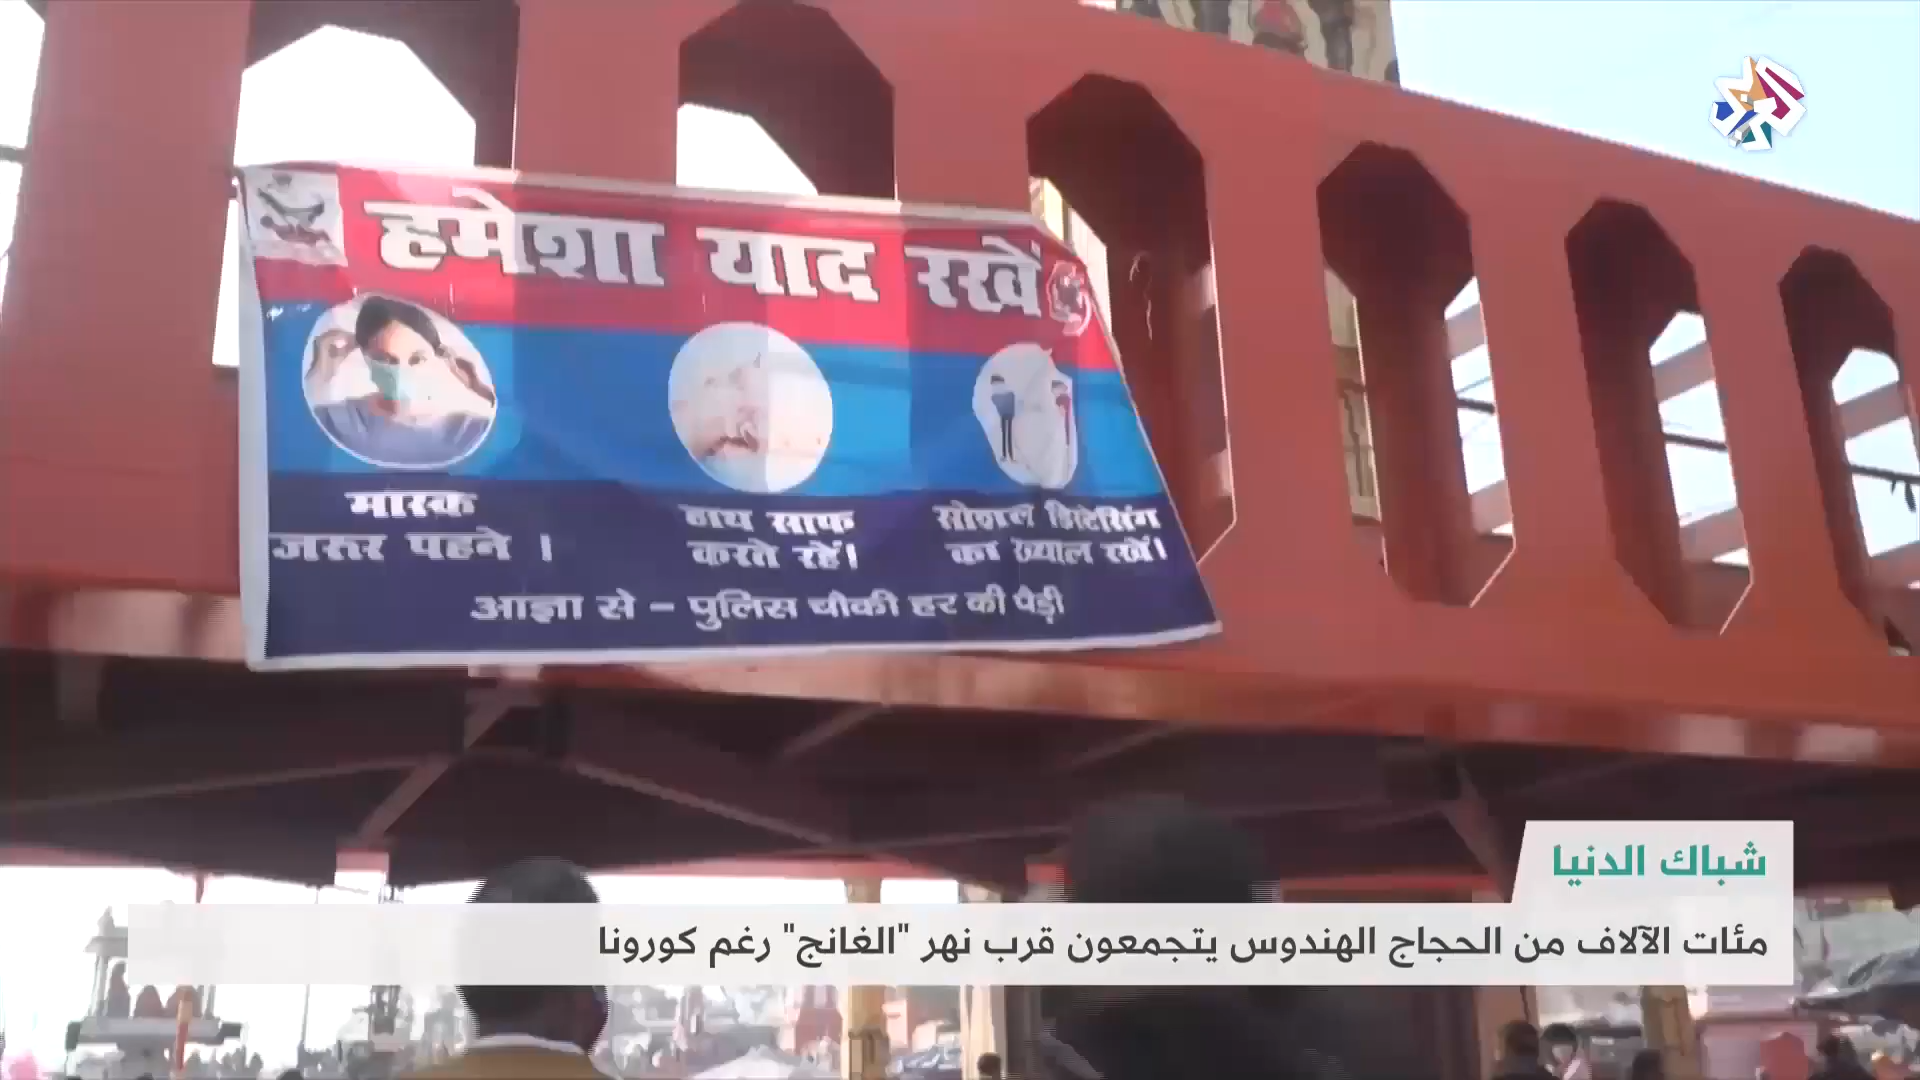 हमेशा याद रखें
मास्क
जरूर पहने ।
हाथ साफ
करते रहें।
सोशल डिस्टेसिंग
का ख्याल रखें।
आज्ञा से - पुलिस चौकी हर की पैड़ी
شباك الدنيا
مئات الآلاف من الحجاج الهندوس يتجمعون قرب نهر "الغانج" رغم كورونا